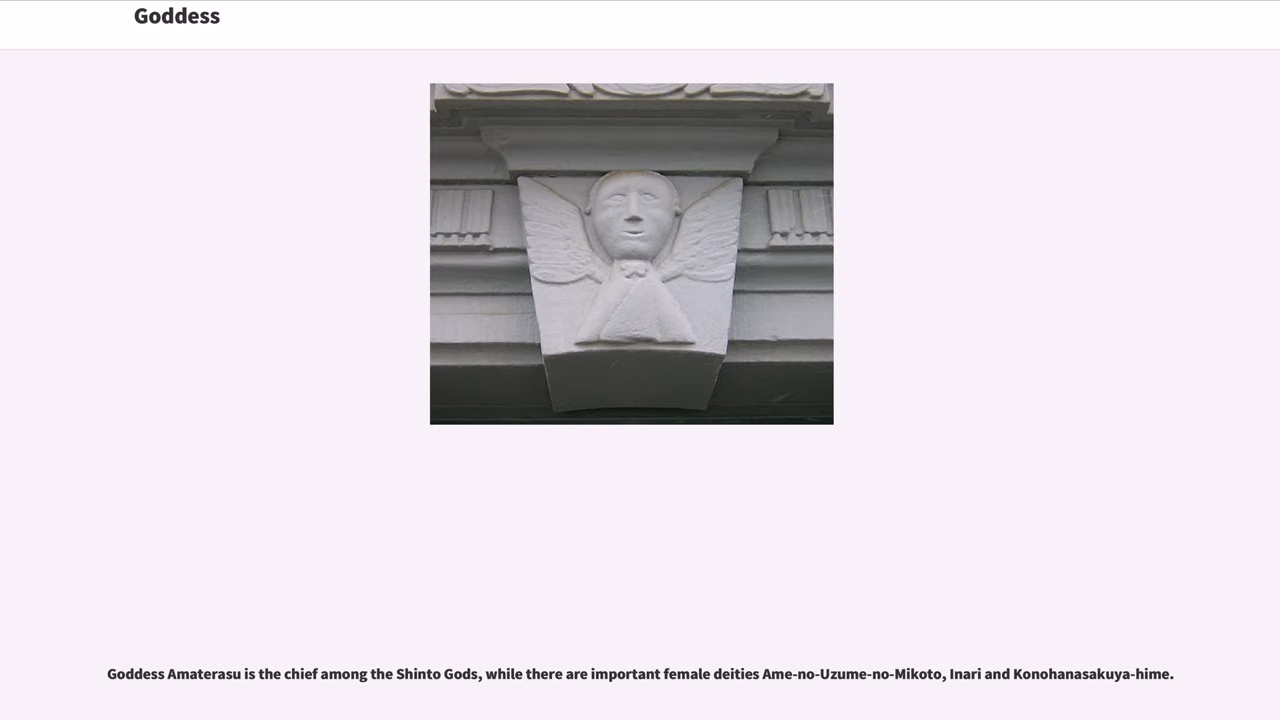 Goddess
Goddess Amaterasu is the chief among the Shinto Gods, while there are important female deities Ame-no-Uzume-no-Mikoto, Inari and Konohanasakuya-hime.